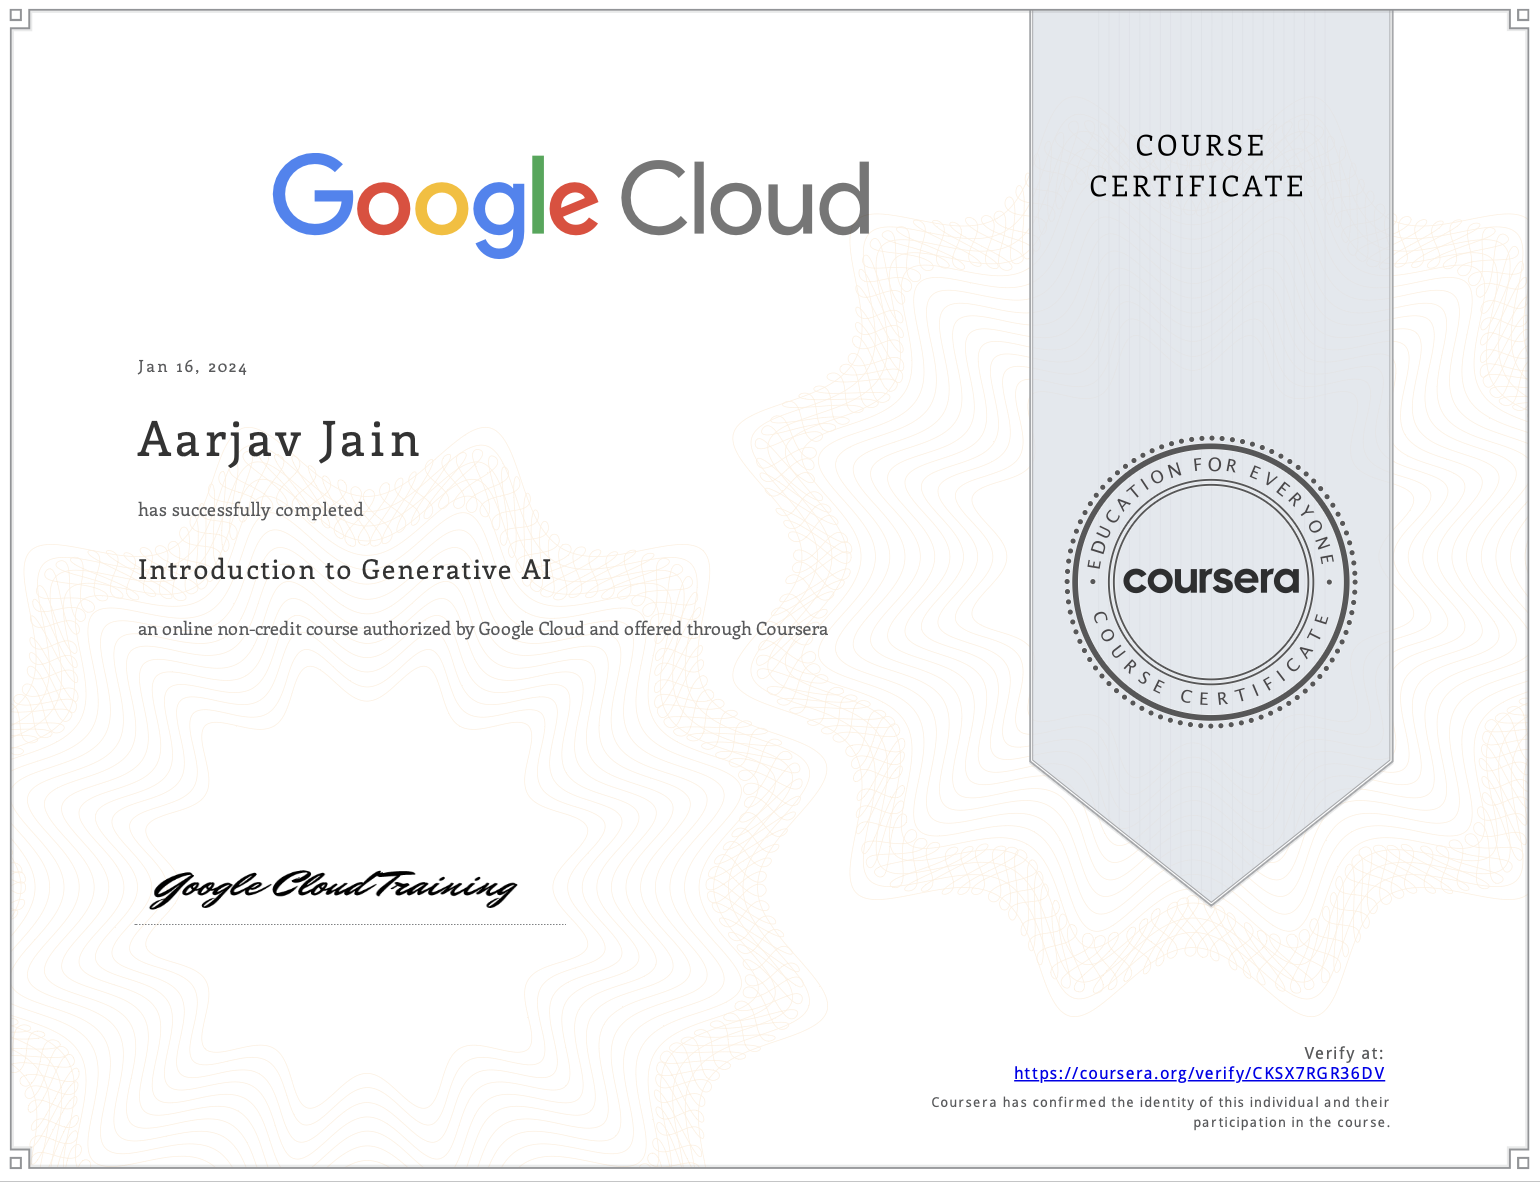 Google Cloud
COURSE
CERTIFICATE
Jan 16, 2024
Aarjav Jain
has successfully completed
Introduction to Generative AI
an online non-credit course authorized by Google Cloud and offered through Coursera
EDUCATION FOR EVERYONE
coursera
COURSE CERTIFICATE
Google Cloud Training
Verify at:
https://coursera.org/verify/CKSX7RGR36DV
Coursera has confirmed the identity of this individual and their
participation in the course.